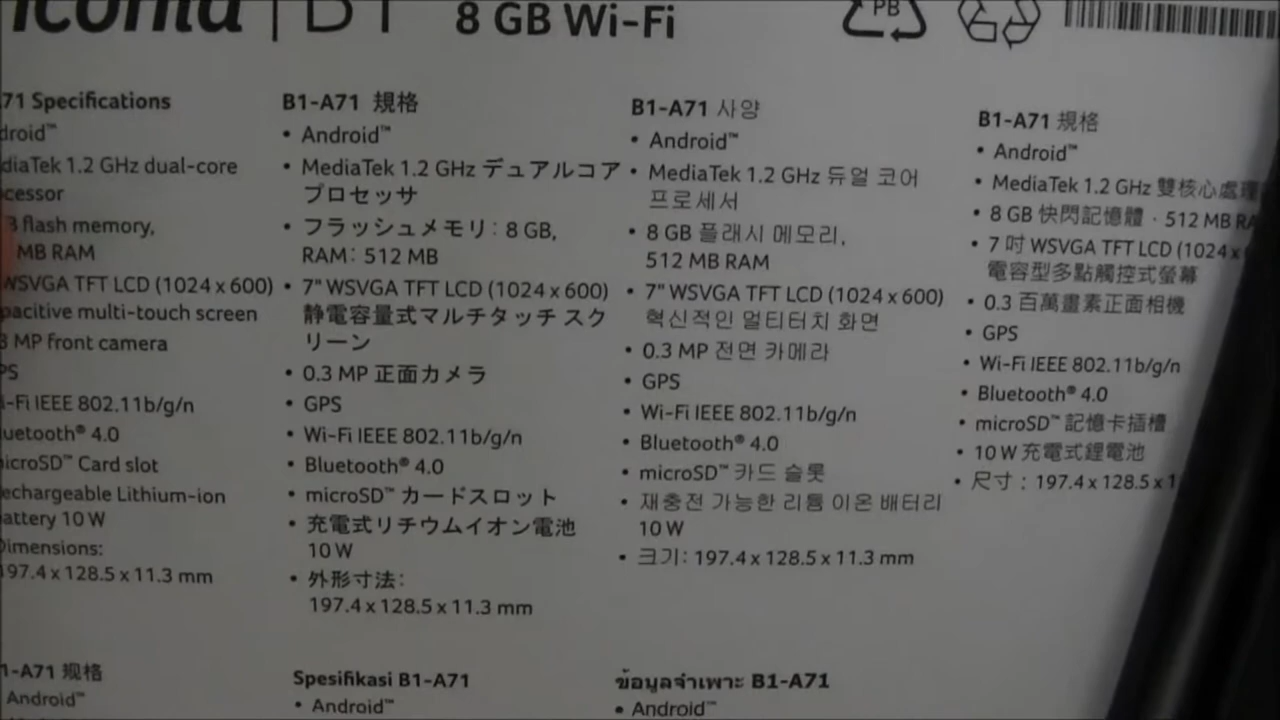 iconia | B1 8 GB Wi-Fi
PB
71 Specifications
droid™
diaTek 1.2 GHz dual-core
cessor
B flash memory,
MB RAM
WSVGA TFT LCD (1024 x 600)
pacitive multi-touch screen
3 MP front camera
PS
i-Fi IEEE 802.11b/g/n
uetooth® 4.0
icroSD™ Card slot
echargeable Lithium-ion
attery 10 W
Dimensions:
197.4 x 128.5 x 11.3 mm
B1-A71 規格
• Android™
• MediaTek 1.2 GHz デュアルコア
プロセッサ
• フラッシュメモリ: 8 GB,
RAM: 512 MB
• 7" WSVGA TFT LCD (1024 x 600)
静電容量式マルチタッチ スク
リーン
• 0.3 MP 正面カメラ
• GPS
• Wi-Fi IEEE 802.11b/g/n
• Bluetooth® 4.0
• microSD™ カードスロット
• 充電式リチウムイオン電池
10 W
• 外形寸法:
197.4 x 128.5 x 11.3 mm
B1-A71 사양
• Android™
• MediaTek 1.2 GHz 듀얼 코어
프로세서
• 8 GB 플래시 메모리,
512 MB RAM
• 7" WSVGA TFT LCD (1024 x 600)
혁신적인 멀티터치 화면
• 0.3 MP 전면 카메라
• GPS
• Wi-Fi IEEE 802.11b/g/n
• Bluetooth® 4.0
• microSD™ 카드 슬롯
• 재충전 가능한 리튬 이온 배터리
10 W
• 크기: 197.4 x 128.5 x 11.3 mm
B1-A71 規格
• Android™
• MediaTek 1.2 GHz 雙核心處理
• 8 GB 快閃記憶體，512 MB RA
• 7 吋 WSVGA TFT LCD (1024 x
電容型多點觸控式螢幕
• 0.3 百萬畫素正面相機
• GPS
• Wi-Fi IEEE 802.11b/g/n
• Bluetooth® 4.0
• microSD™ 記憶卡插槽
• 10 W 充電式鋰電池
• 尺寸：197.4 x 128.5 x 1
1-A71 规格
Android™
Spesifikasi B1-A71
• Android™
ข้อมูลจำเพาะ B1-A71
• Android™